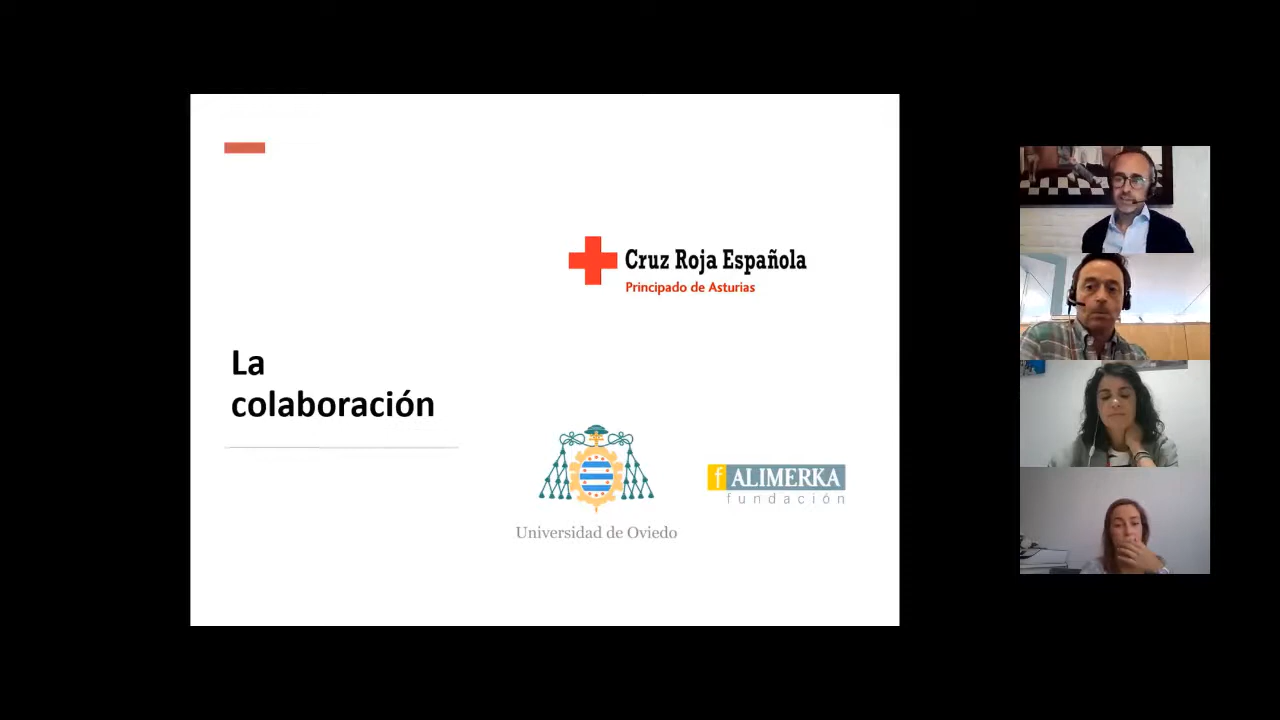 La
colaboración
Cruz Roja Española
Principado de Asturias
Universidad de Oviedo
f ALIMERKA
fundación